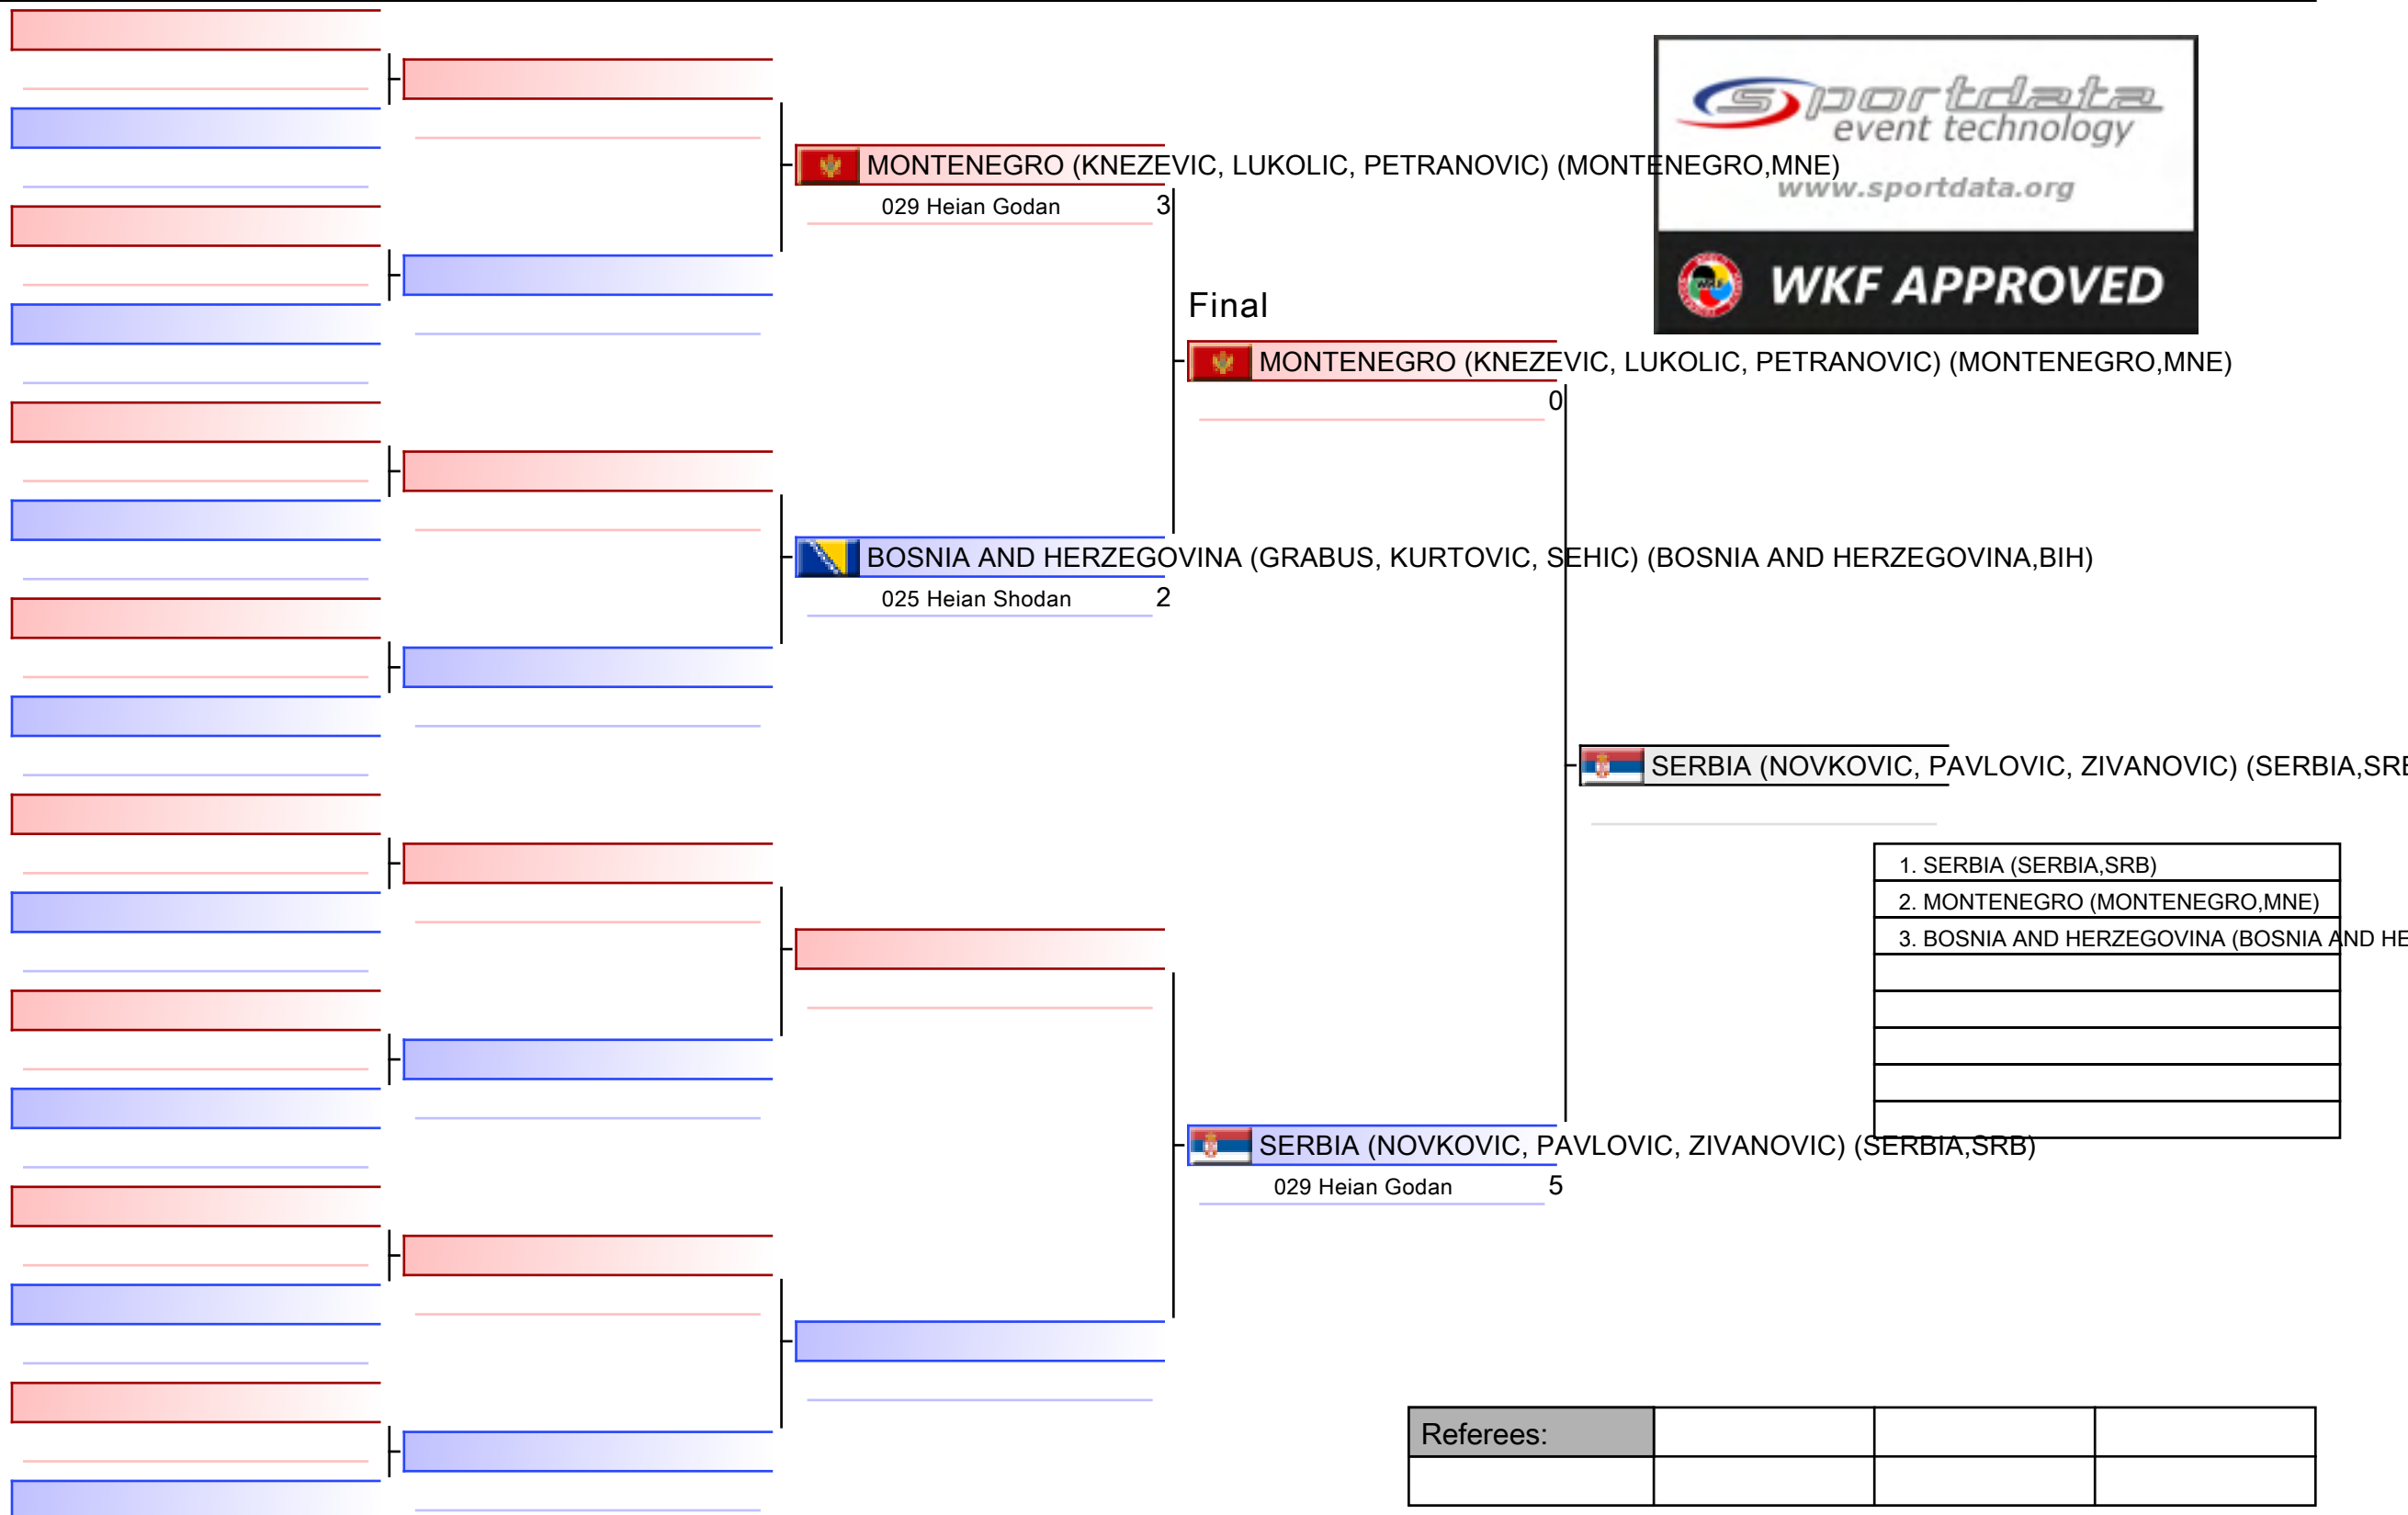 sportdata
event technology
www.sportdata.org
WKF APPROVED
MONTENEGRO (KNEZEVIC, LUKOLIC, PETRANOVIC) (MONTENEGRO,MNE)
029 Heian Godan 3
Final
MONTENEGRO (KNEZEVIC, LUKOLIC, PETRANOVIC) (MONTENEGRO,MNE)
0
BOSNIA AND HERZEGOVINA (GRABUS, KURTOVIC, SEHIC) (BOSNIA AND HERZEGOVINA,BIH)
025 Heian Shodan 2
SERBIA (NOVKOVIC, PAVLOVIC, ZIVANOVIC) (SERBIA,SRB
1. SERBIA (SERBIA,SRB)
2. MONTENEGRO (MONTENEGRO,MNE)
3. BOSNIA AND HERZEGOVINA (BOSNIA AND HE
SERBIA (NOVKOVIC, PAVLOVIC, ZIVANOVIC) (SERBIA,SRB)
029 Heian Godan 5
Referees: